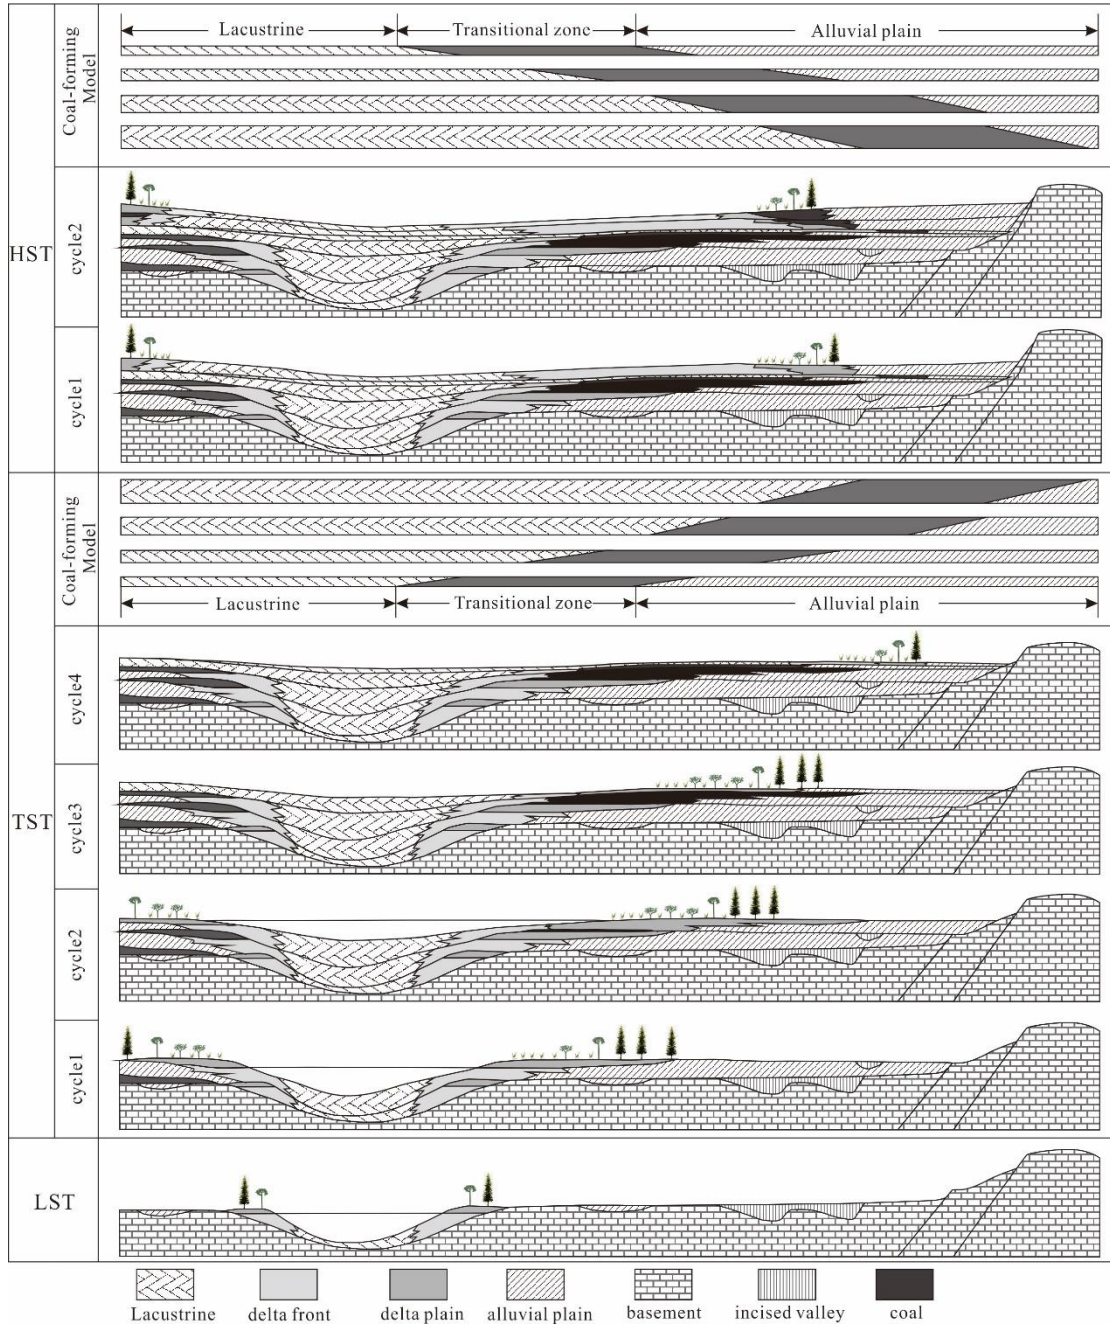 Lacustrine
Transitional zone
Alluvial plain
Coal-forming
Model
HST
cycle2
cycle1
Coal-forming
Model
Lacustrine
Transitional zone
Alluvial plain
TST
cycle4
cycle3
cycle2
cycle1
LST
Lacustrine
delta front
delta plain
alluvial plain
basement
incised valley
coal